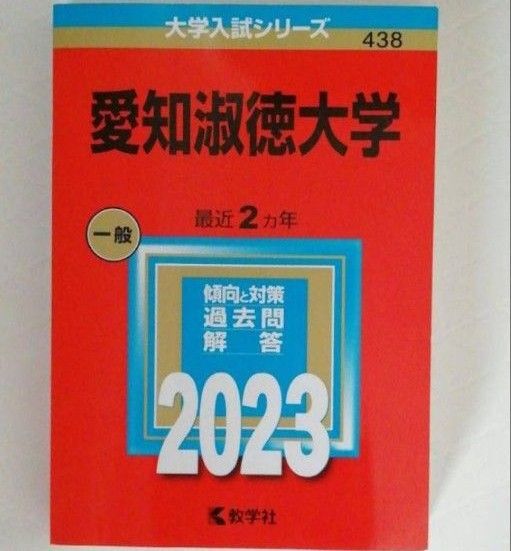 大学入試シリーズ
438
愛知淑徳大学
最近2カ年
一般
傾向と対策
過去問
解答
2023
教学社